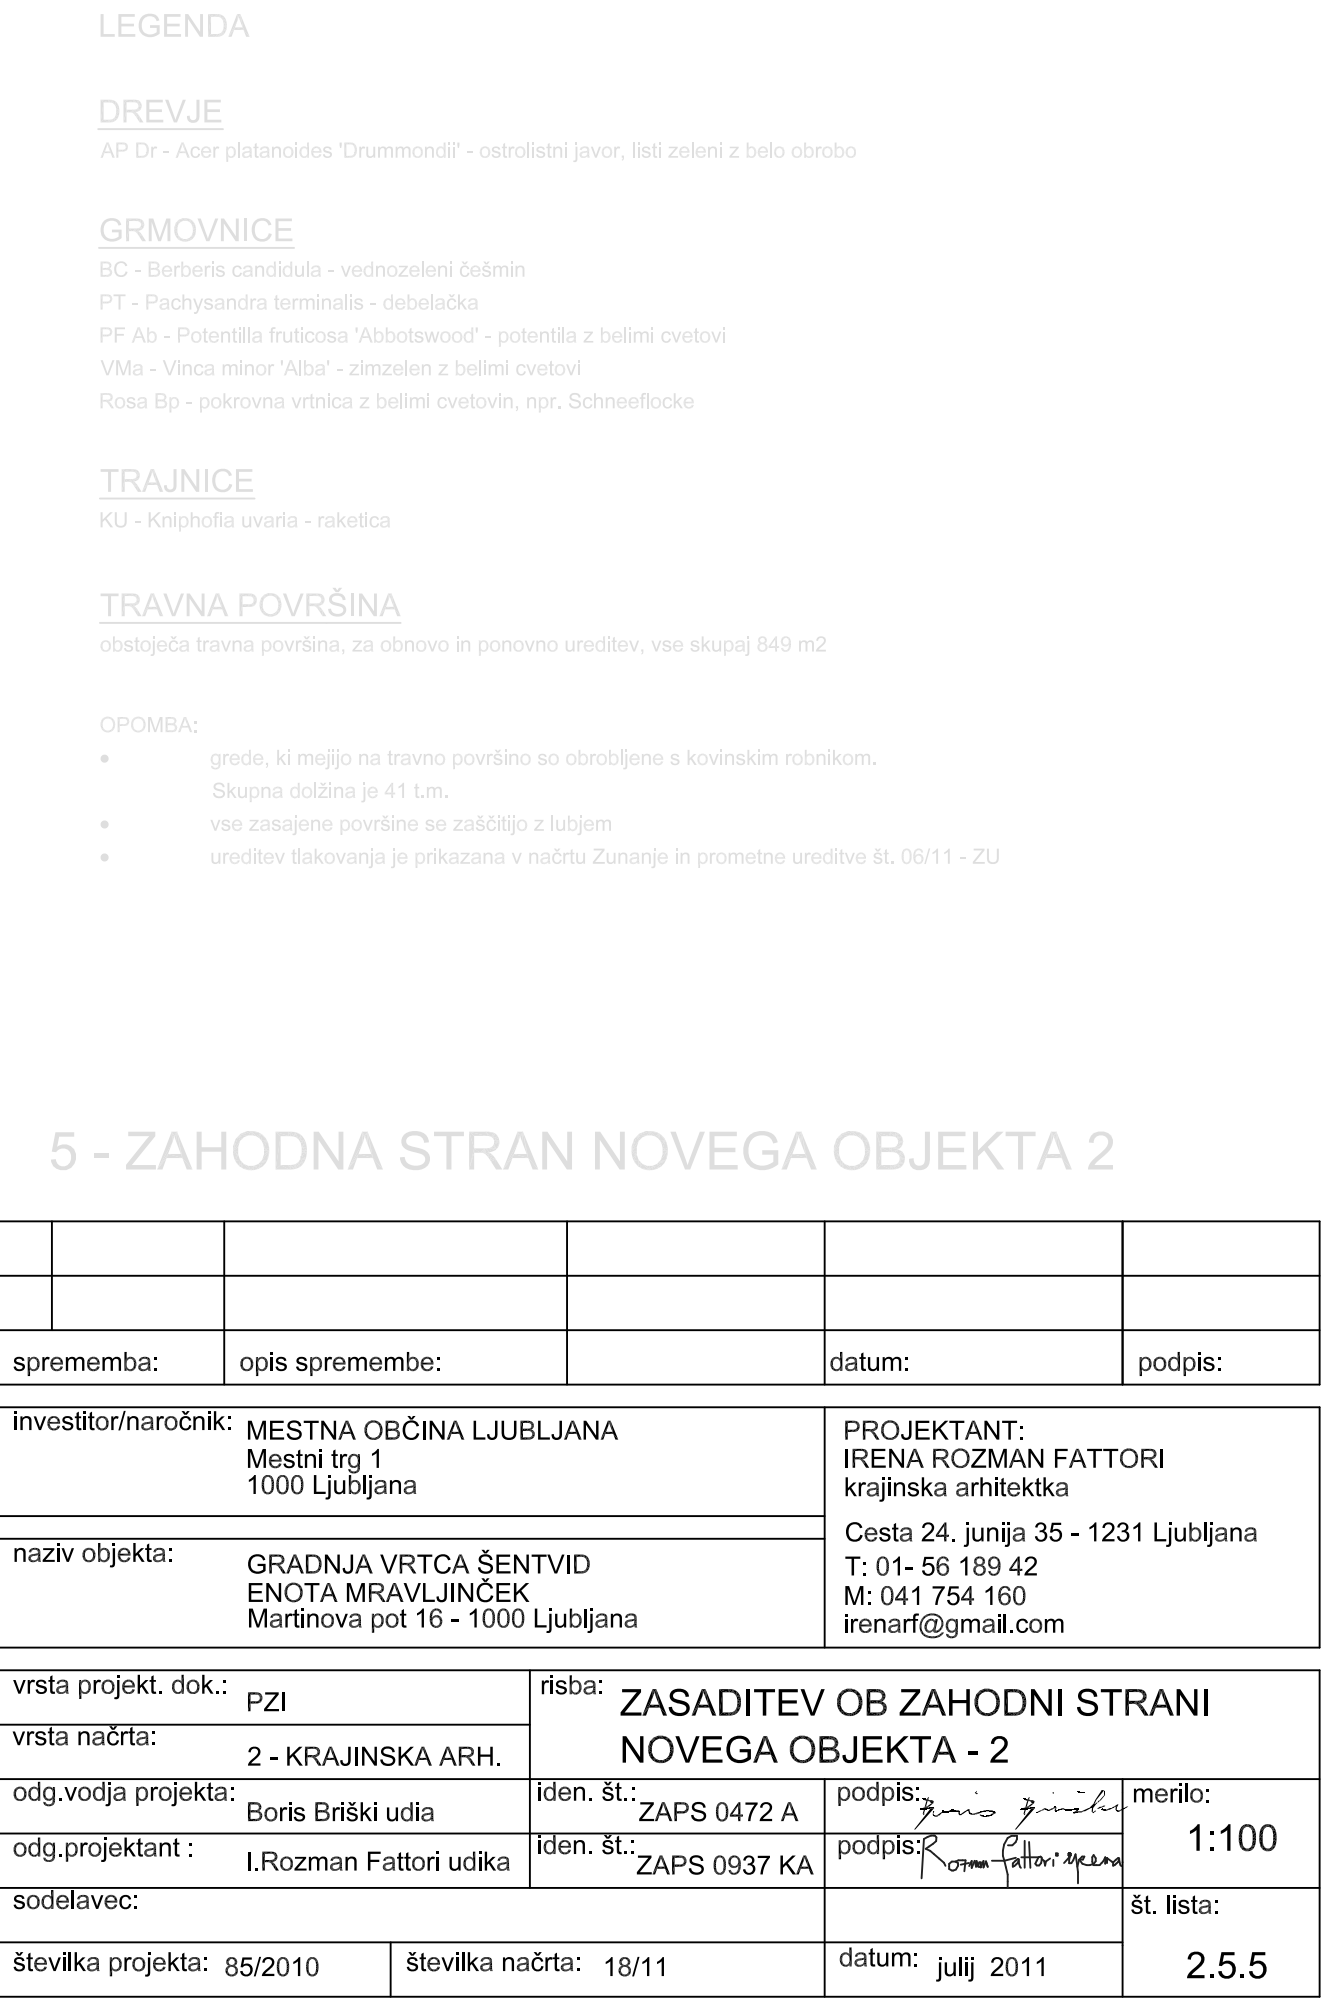 LEGENDA
DREVJE
AP Dr - Acer platanoides 'Drummondii' - ostrolistni javor, listi zeleni z belo obrobo
GRMOVNICE
BC - Berberis candidula - vednozeleni češmin
PT - Pachysandra terminalis - debelačka
PF Ab - Potentilla fruticosa 'Abbotswood' - potentila z belimi cvetovi
VMa - Vinca minor 'Alba' - zimzelen z belimi cvetovi
Rosa Bp - pokrovna vrtnica z belimi cvetovin, npr. Schneeflocke
TRAJNICE
KU - Kniphofia uvaria - raketica
TRAVNA POVRŠINA
obstoječa travna površina, za obnovo in ponovno ureditev, vse skupaj 849 m2
OPOMBA:
• grede, ki mejijo na travno površino so obrobljene s kovinskim robnikom.
Skupna dolžina je 41 t.m.
• vse zasajene površine se zaščitijo z lubjem
• ureditev tlakovanja je prikazana v načrtu Zunanje in prometne ureditve št. 06/11 - ZU
5 - ZAHODNA STRAN NOVEGA OBJEKTA 2
sprememba: opis spremembe: datum: podpis:
investitor/naročnik: MESTNA OBČINA LJUBLJANA
Mestni trg 1
1000 Ljubljana
PROJEKTANT:
IRENA ROZMAN FATTORI
krajinska arhitektka
Cesta 24. junija 35 - 1231 Ljubljana
T: 01- 56 189 42
M: 041 754 160
irenarf@gmail.com
naziv objekta: GRADNJA VRTCA ŠENTVID
ENOTA MRAVLJINČEK
Martinova pot 16 - 1000 Ljubljana
vrsta projekt. dok.: PZI
vrsta načrta: 2 - KRAJINSKA ARH.
risba: ZASADITEV OB ZAHODNI STRANI
NOVEGA OBJEKTA - 2
odg.vodja projekta: Boris Briški udia iden. št.: ZAPS 0472 A podpis: Boris Briški
odg.projektant : I.Rozman Fattori udika iden. št.: ZAPS 0937 KA podpis: Rozman Fattori Irena
merilo:
1:100
sodelavec:
št. lista:
2.5.5
številka projekta: 85/2010 številka načrta: 18/11 datum: julij 2011